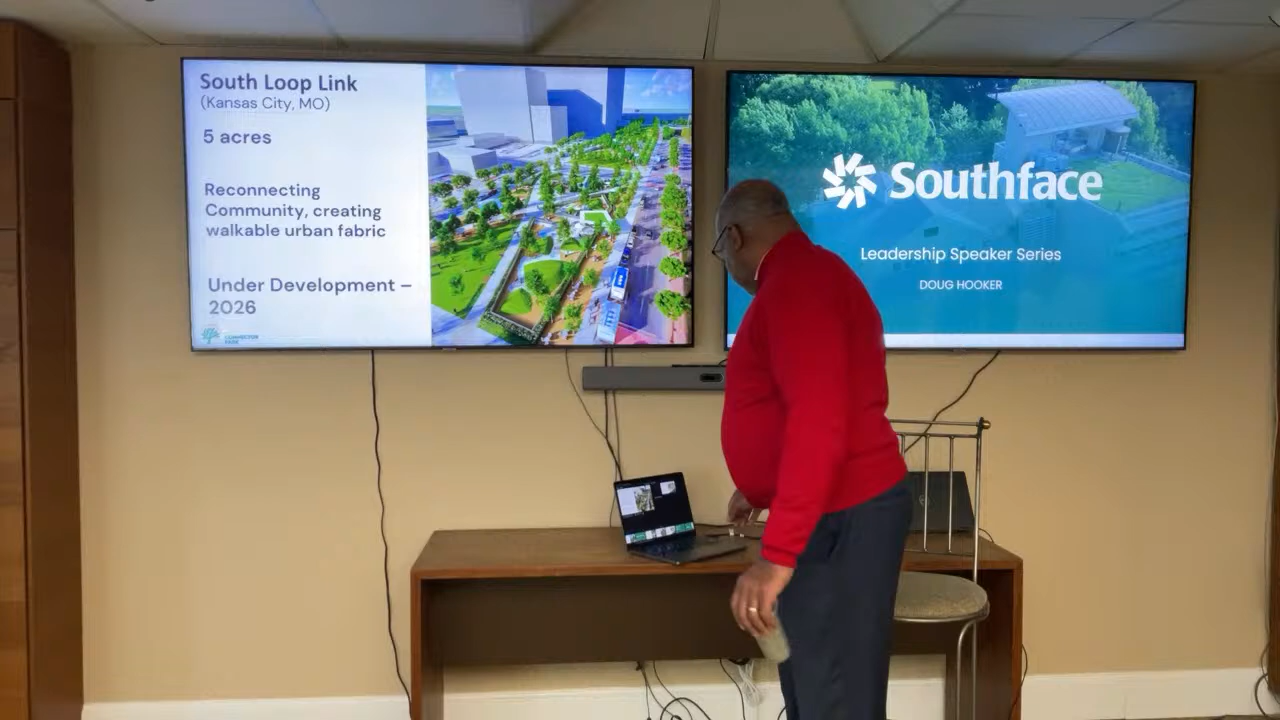 South Loop Link
(Kansas City, MO)
5 acres
Reconnecting
Community, creating
walkable urban fabric
Under Development –
2026
Southface
Leadership Speaker Series
DOUG HOOKER